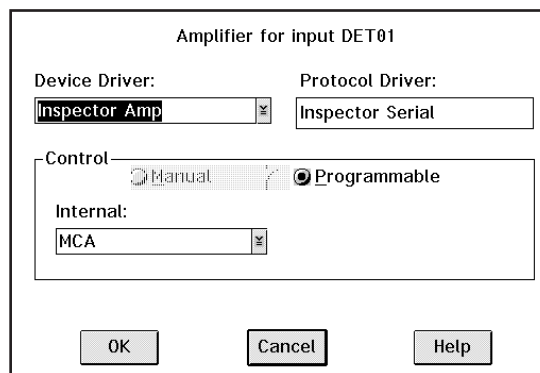 Amplifier for input DET01
Device Driver: Protocol Driver:
Inspector Amp Inspector Serial
Control
Manual Programmable
Internal:
MCA
OK Cancel Help